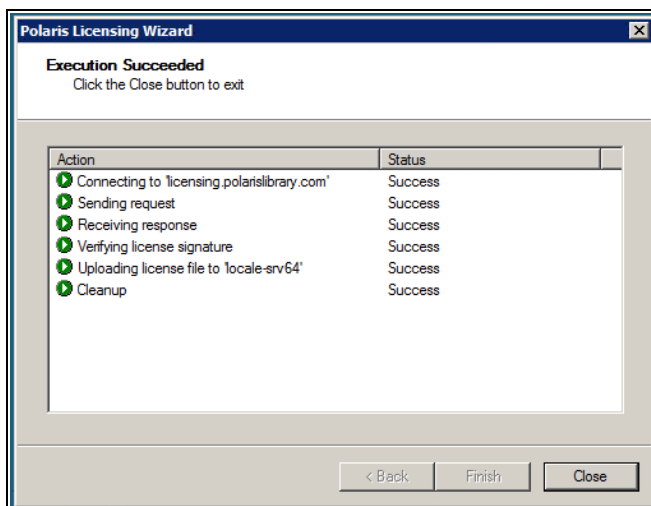 Polaris Licensing Wizard
Execution Succeeded
Click the Close button to exit
Action Status
Connecting to 'licensing.polarislibrary.com' Success
Sending request Success
Receiving response Success
Verifying license signature Success
Uploading license file to 'locale-srv64' Success
Cleanup Success
< Back Finish Close